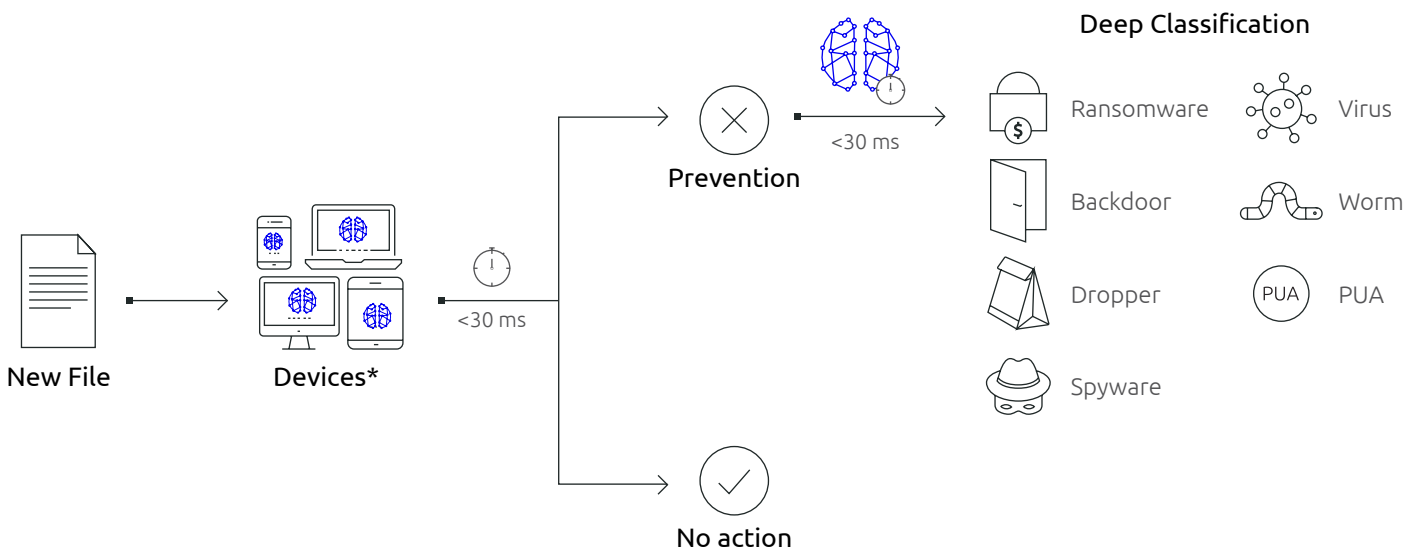 Deep Classification
Ransomware
Virus
$
<30 ms
Prevention
Backdoor
Worm
Dropper
PUA
PUA
<30 ms
New File
Devices*
Spyware
No action